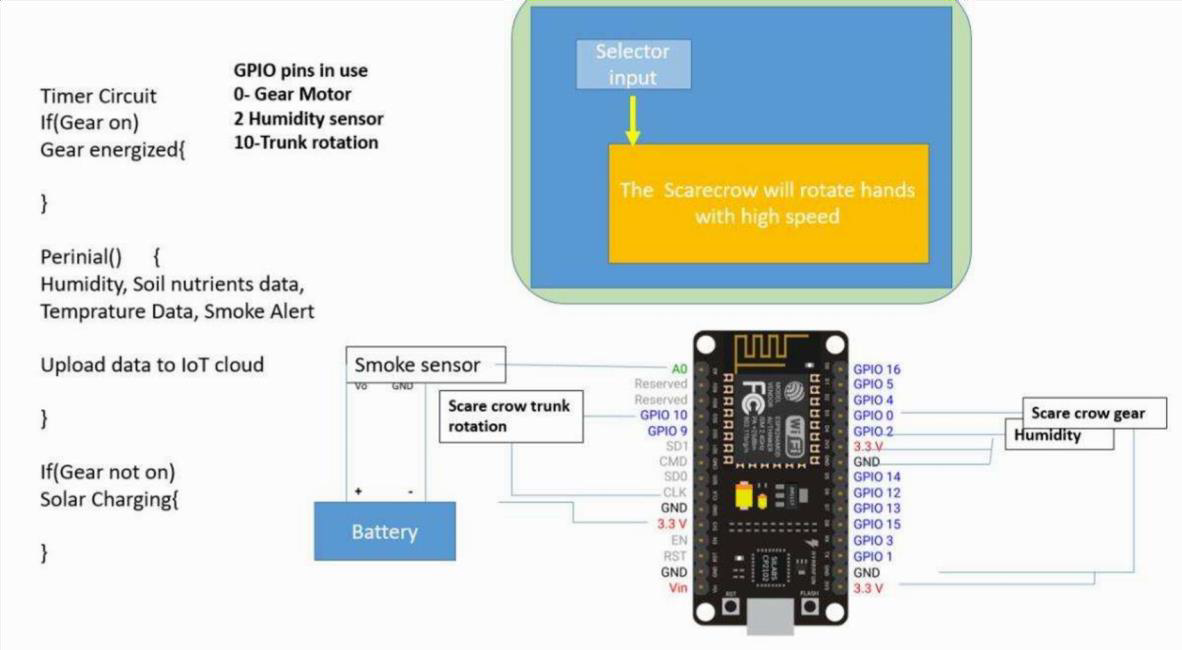 Timer Circuit
If(Gear on)
Gear energized{
}
Perinial() {
Humidity, Soil nutrients data,
Temprature Data, Smoke Alert
Upload data to IoT cloud
}
If(Gear not on)
Solar Charging{
}
GPIO pins in use
0- Gear Motor
2 Humidity sensor
10-Trunk rotation
Selector
input
The Scarecrow will rotate hands
with high speed
Smoke sensor
Vo GND
Scare crow trunk
rotation
+ -
Battery
A0
Reserved
Reserved
GPIO 10
GPIO 9
SD1
CMD
SD0
CLK
GND
3.3 V
EN
RST
GND
Vin
WiFi
FC
SILABS
CP2102
RST
FLASH
GPIO 16
GPIO 5
GPIO 4
GPIO 0
GPIO 2
3.3 V
GND
GPIO 14
GPIO 12
GPIO 13
GPIO 15
GPIO 3
GPIO 1
GND
3.3 V
Scare crow gear
Humidity